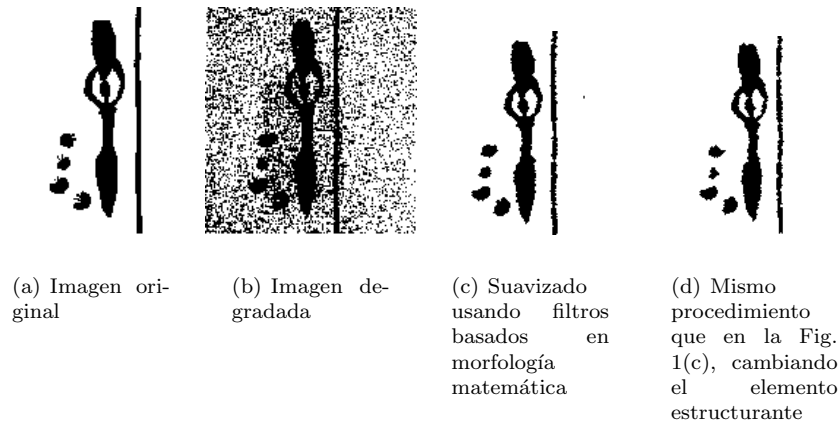 (a) Imagen ori-
ginal
(b) Imagen de-
gradada
(c) Suavizado
usando filtros
basados en
morfología
matemática
(d) Mismo
procedimiento
que en la Fig.
1(c), cambiando
el elemento
estructurante